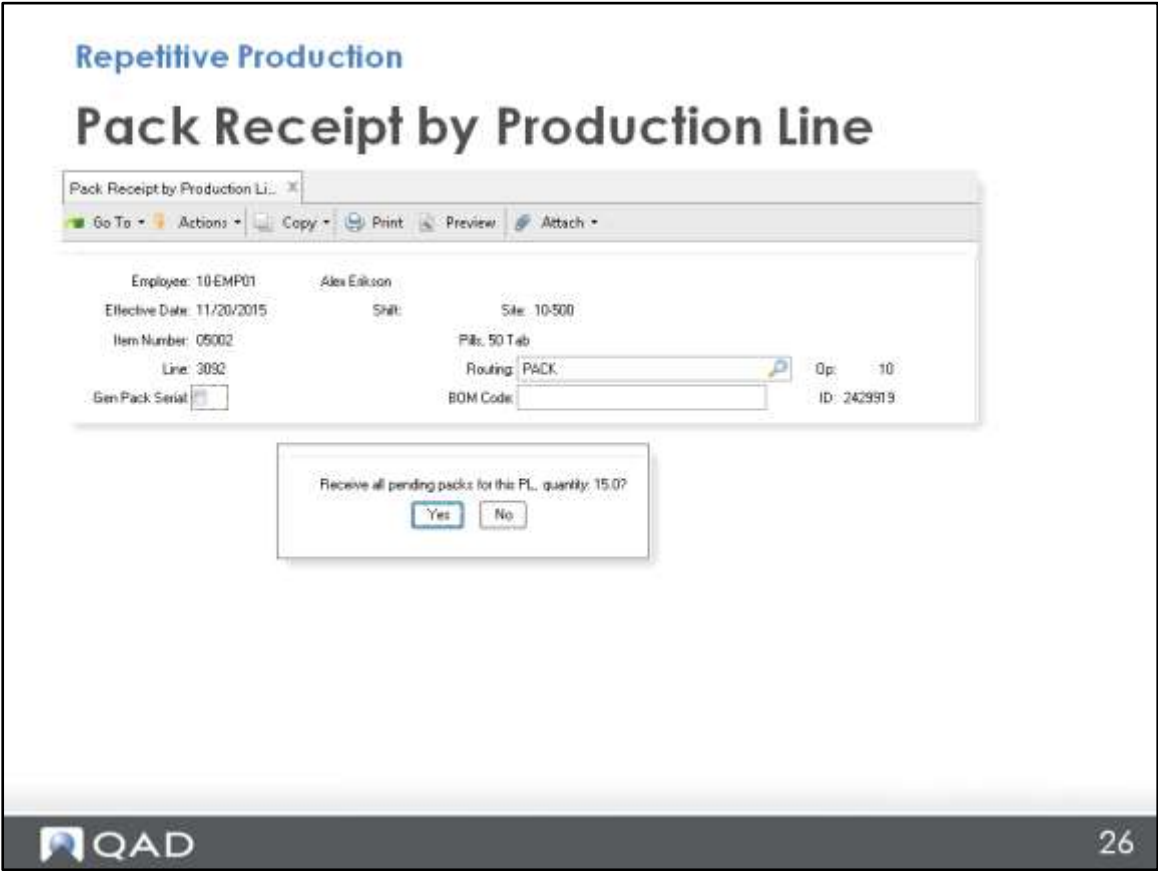 Repetitive Production
Pack Receipt by Production Line
Pack Receipt by Production Li...
Go To Actions Copy Print Preview Attach
Employee: 10-EMP01 Alex Erikson
Effective Date: 11/20/2015 Shift: Site: 10-500
Item Number: 05002 Pills, 50 Tab
Line: 3092 Routing: PACK Op: 10
Gen Pack Serial: BOM Code: ID: 2429919
Receive all pending packs for this PL, quantity: 15.0?
Yes No
QAD 26